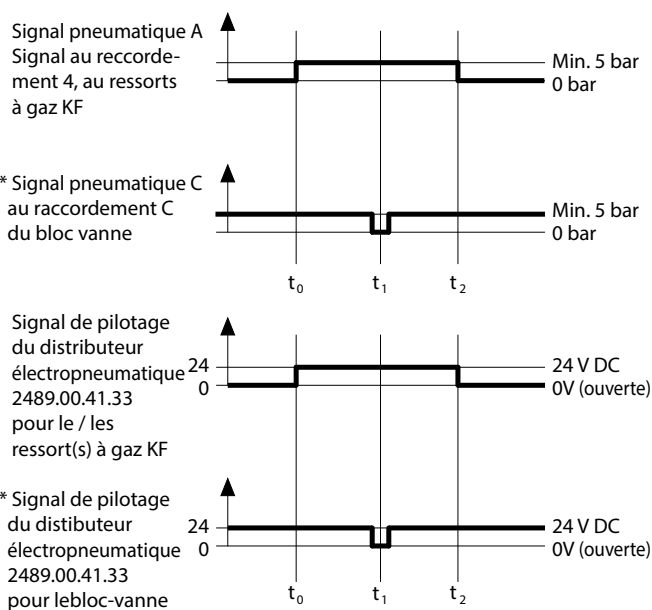 Signal pneumatique A
Signal au reccorde-
ment 4, au ressorts
à gaz KF
Min. 5 bar
0 bar
* Signal pneumatique C
au raccordement C
du bloc vanne
Min. 5 bar
0 bar
t0 t1 t2
Signal de pilotage
du distributeur
électropneumatique
2489.00.41.33
pour le / les
ressort(s) à gaz KF
24
0
24 V DC
0V (ouverte)
* Signal de pilotage
du distibuteur
électropneumatique
2489.00.41.33
pour lebloc-vanne
24
0
24 V DC
0V (ouverte)
t0 t1 t2